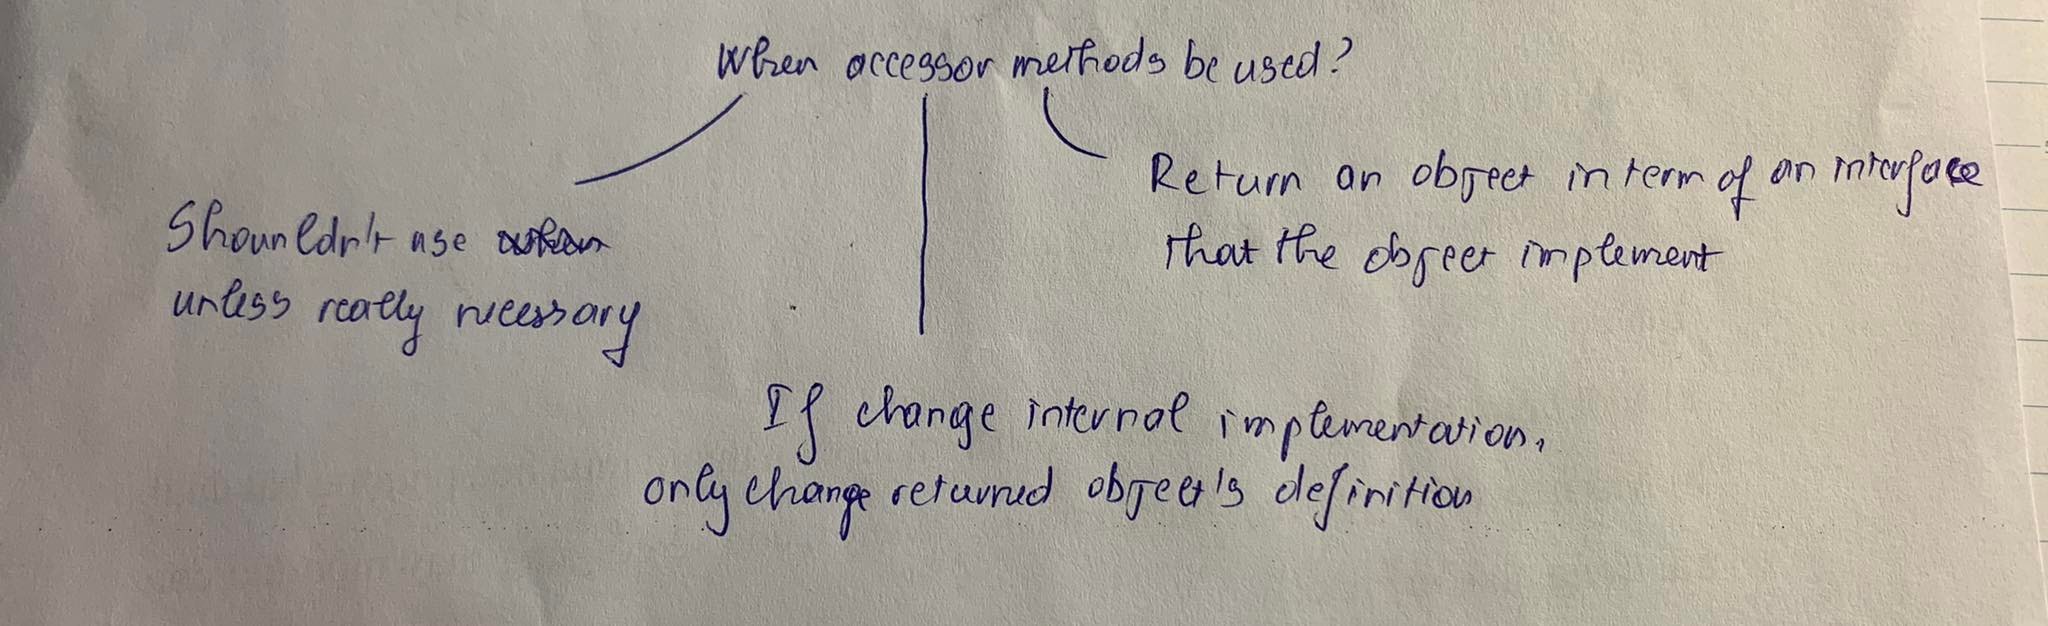 When accessor methods be used?
Shounldn't use
unless really necessary
Return an object in term of an interface
that the object implement
If change internal implementation,
only change returned object's definition